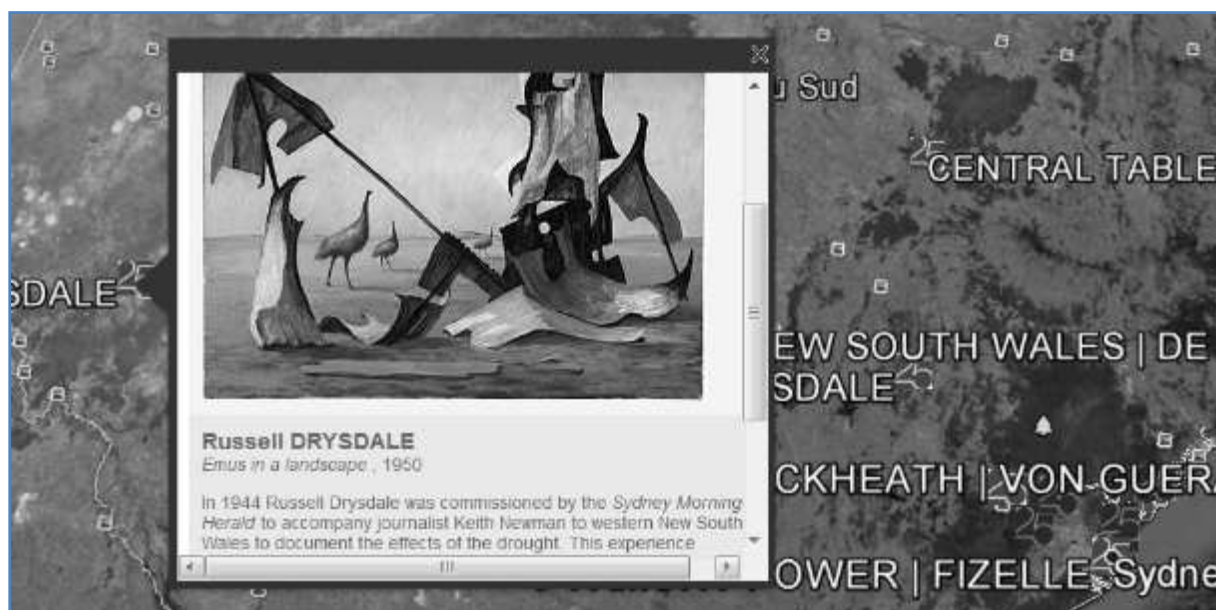 u Sud
CENTRAL TABLE
SDALE
EW SOUTH WALES | DE
SDALE
Russell DRYSDALE
Emus in a landscape , 1950
In 1944 Russell Drysdale was commissioned by the Sydney Morning
Herald to accompany journalist Keith Newman to western New South
Wales to document the effects of the drought. This experience
CKHEATH | VON GUERA
OWER | FIZELLE
Sydne